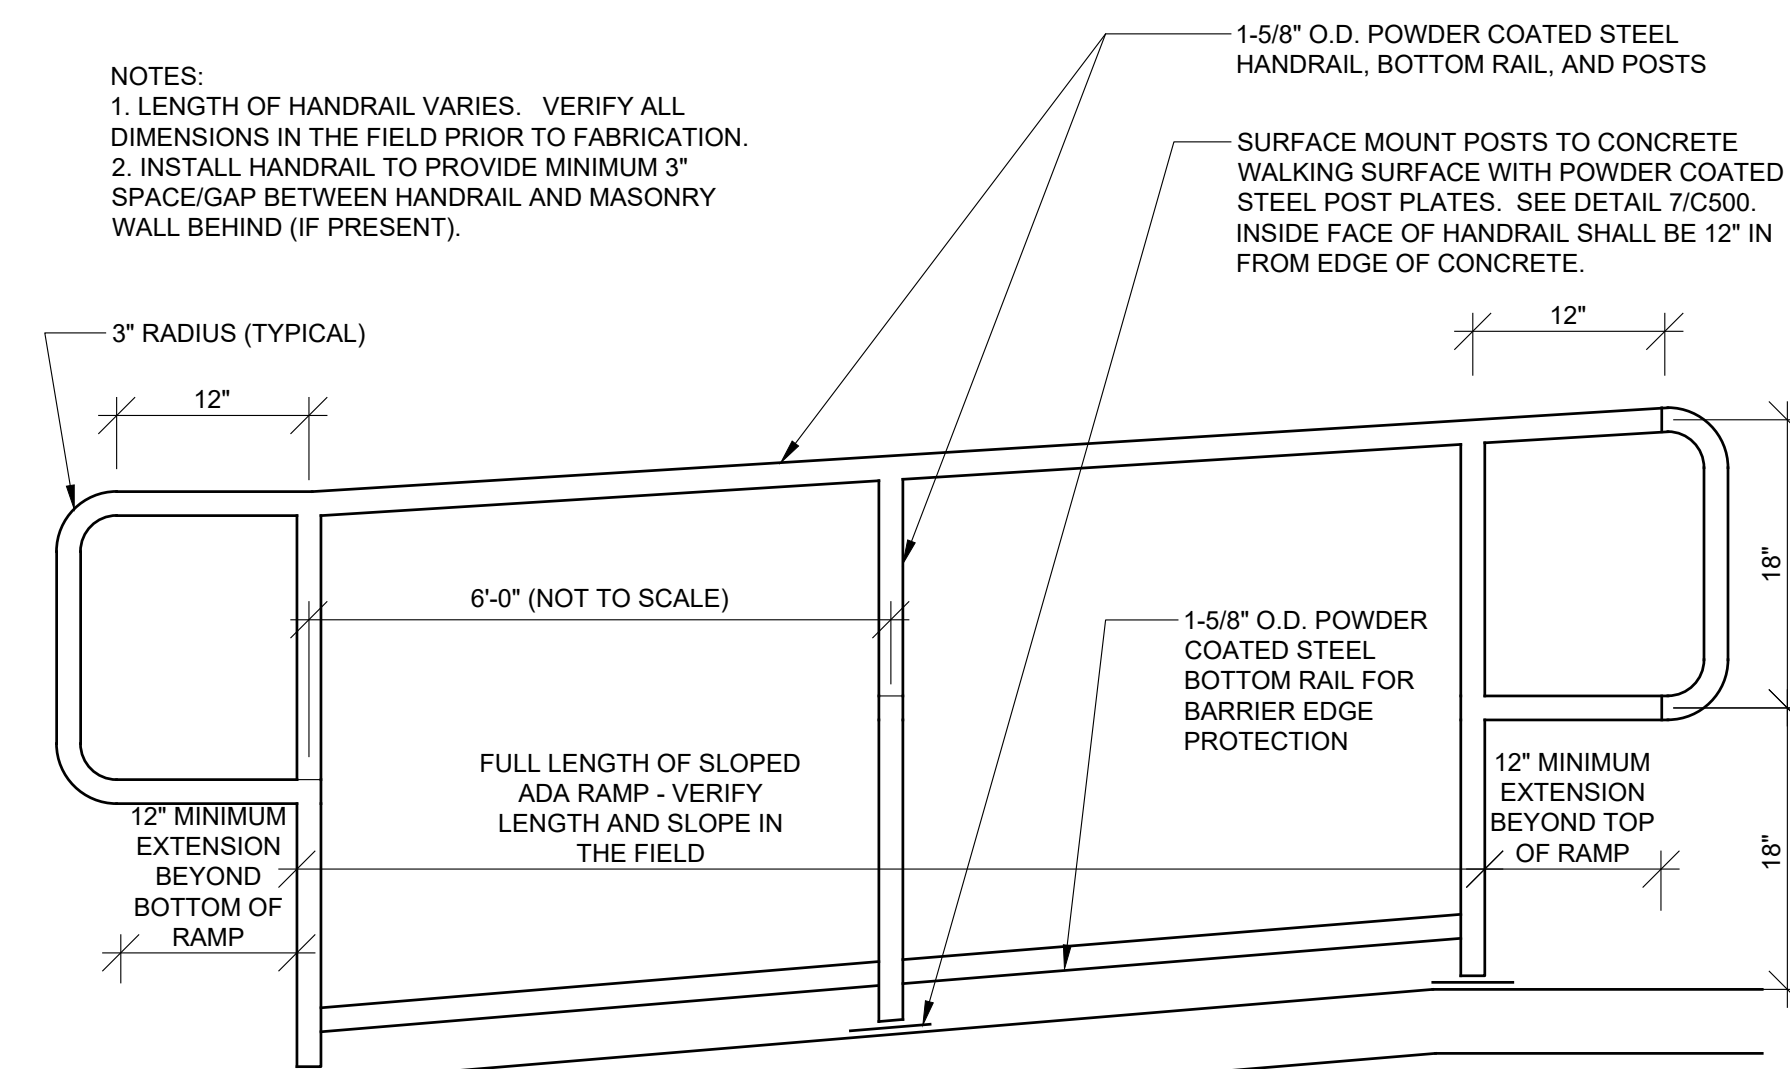 NOTES:
1. LENGTH OF HANDRAIL VARIES.   VERIFY ALL
DIMENSIONS IN THE FIELD PRIOR TO FABRICATION.
2. INSTALL HANDRAIL TO PROVIDE MINIMUM 3"
SPACE/GAP BETWEEN HANDRAIL AND MASONRY
WALL BEHIND (IF PRESENT).
1-5/8" O.D. POWDER COATED STEEL
HANDRAIL, BOTTOM RAIL, AND POSTS
SURFACE MOUNT POSTS TO CONCRETE
WALKING SURFACE WITH POWDER COATED
STEEL POST PLATES.  SEE DETAIL 7/C500.
INSIDE FACE OF HANDRAIL SHALL BE 12" IN
FROM EDGE OF CONCRETE.
3" RADIUS (TYPICAL)
12"
12"
18"
6'-0" (NOT TO SCALE)
1-5/8" O.D. POWDER
COATED STEEL
BOTTOM RAIL FOR
BARRIER EDGE
PROTECTION
FULL LENGTH OF SLOPED
ADA RAMP - VERIFY
LENGTH AND SLOPE IN
THE FIELD
12" MINIMUM
EXTENSION
BEYOND TOP
OF RAMP
18"
12" MINIMUM
EXTENSION
BEYOND
BOTTOM OF
RAMP